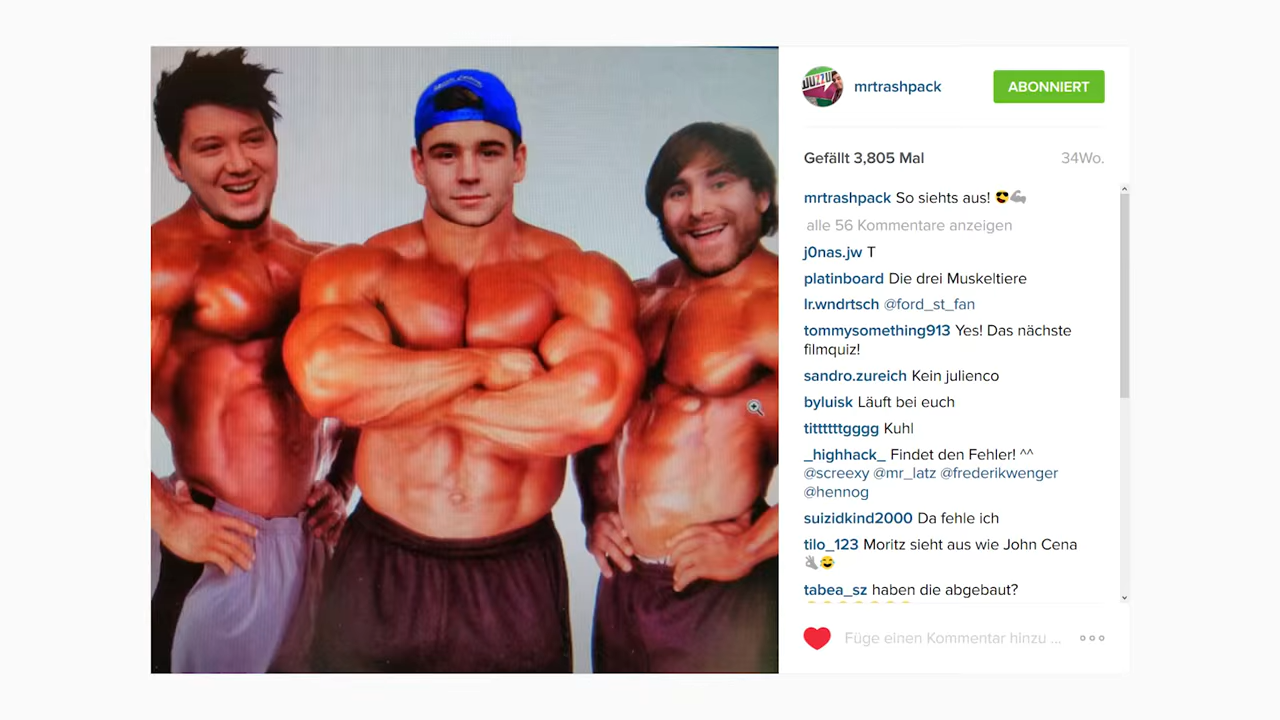 mrtrashpack
ABONNIERT
Gefällt 3,805 Mal
34Wo.
mrtrashpack So siehts aus! 😎💪
alle 56 Kommentare anzeigen
j0nas.jw T
platinboard Die drei Muskeltiere
lr.wndrtsch @ford_st_fan
tommysomething913 Yes! Das nächste
filmquiz!
sandro.zureich Kein julienco
byluisk Läuft bei euch
tittttttgggg Kuhl
_highhack_ Findet den Fehler! ^^
@screexy @mr_latz @frederikwenger
@hennog
suizidkind2000 Da fehle ich
tilo_123 Moritz sieht aus wie John Cena
👋😂
tabea_sz haben die abgebaut?
Füge einen Kommentar hinzu ...